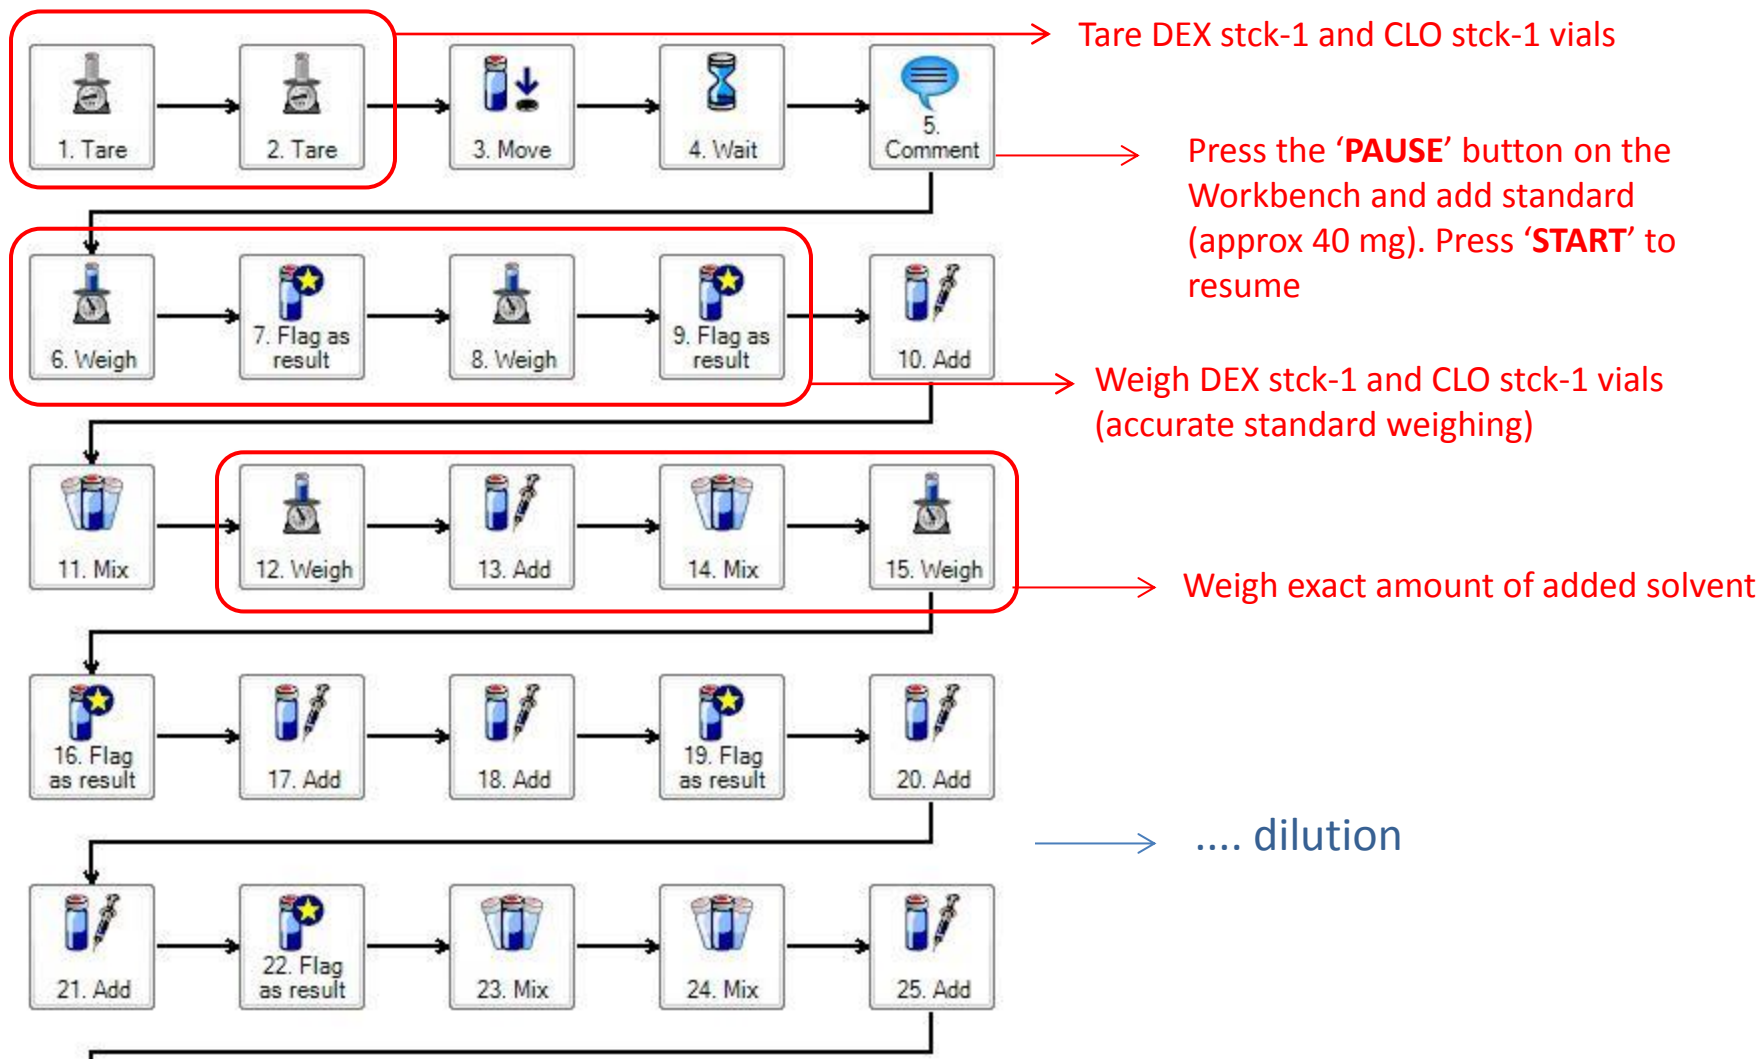 Tare DEX stck-1 and CLO stck-1 vials
1. Tare
2. Tare
3. Move
4. Wait
5.
Comment
Press the ‘PAUSE’ button on the
Workbench and add standard
(approx 40 mg). Press ‘START’ to
resume
6. Weigh
7. Flag as
result
8. Weigh
9. Flag as
result
10. Add
Weigh DEX stck-1 and CLO stck-1 vials
(accurate standard weighing)
11. Mix
12. Weigh
13. Add
14. Mix
15. Weigh
Weigh exact amount of added solvent
16. Flag
as result
17. Add
18. Add
19. Flag
as result
20. Add
.... dilution
21. Add
22. Flag
as result
23. Mix
24. Mix
25. Add